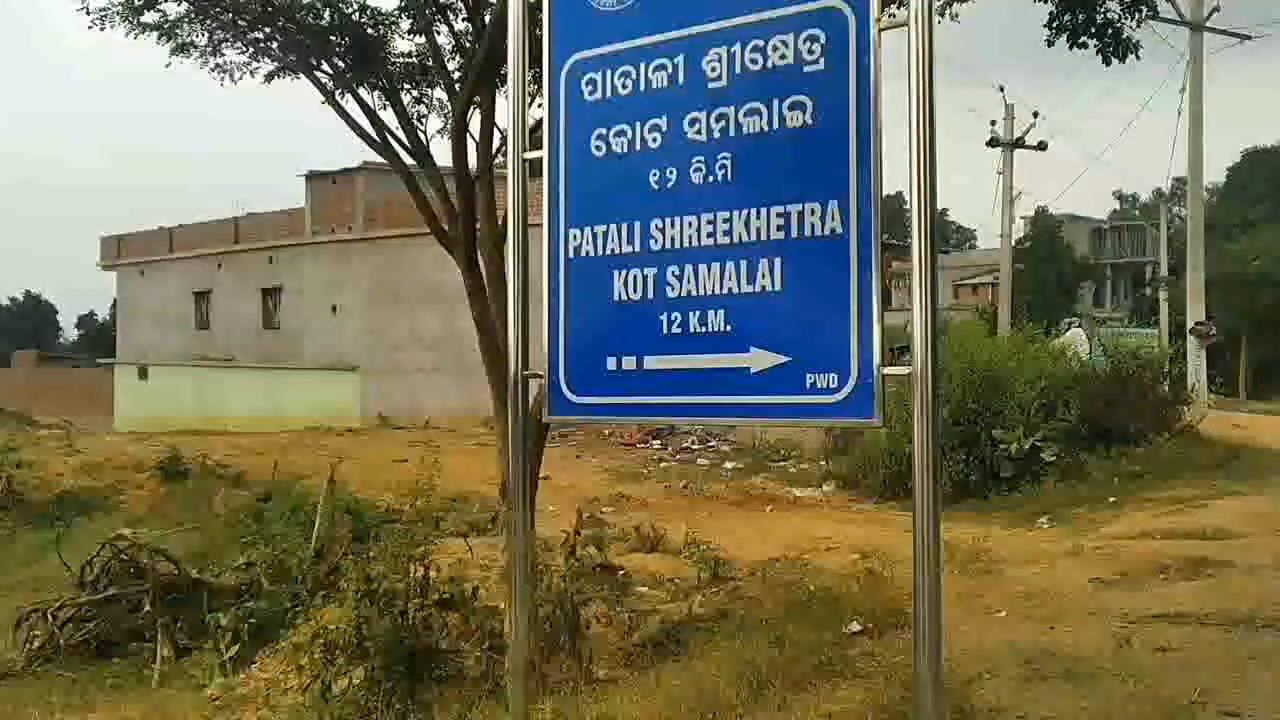 ପାତାଳୀ ଶ୍ରୀକ୍ଷେତ୍ର
କୋଟ ସମଲାଇ
୧୨ କି.ମି
PATALI SHREEKHETRA
KOT SAMALAI
12 K.M.
PWD